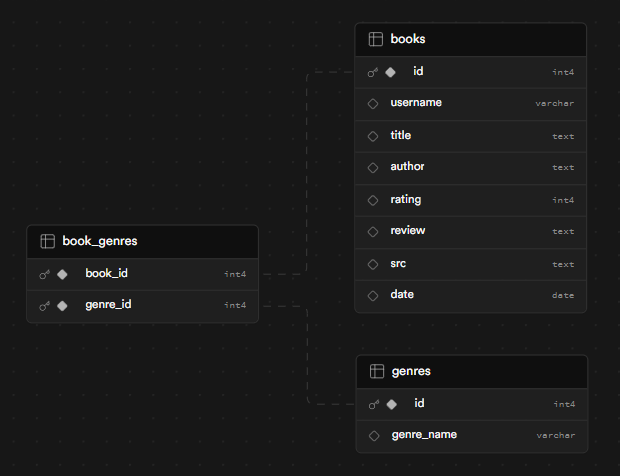 books
id int4
username varchar
title text
author text
rating int4
review text
src text
date date
book_genres
book_id int4
genre_id int4
genres
id int4
genre_name varchar